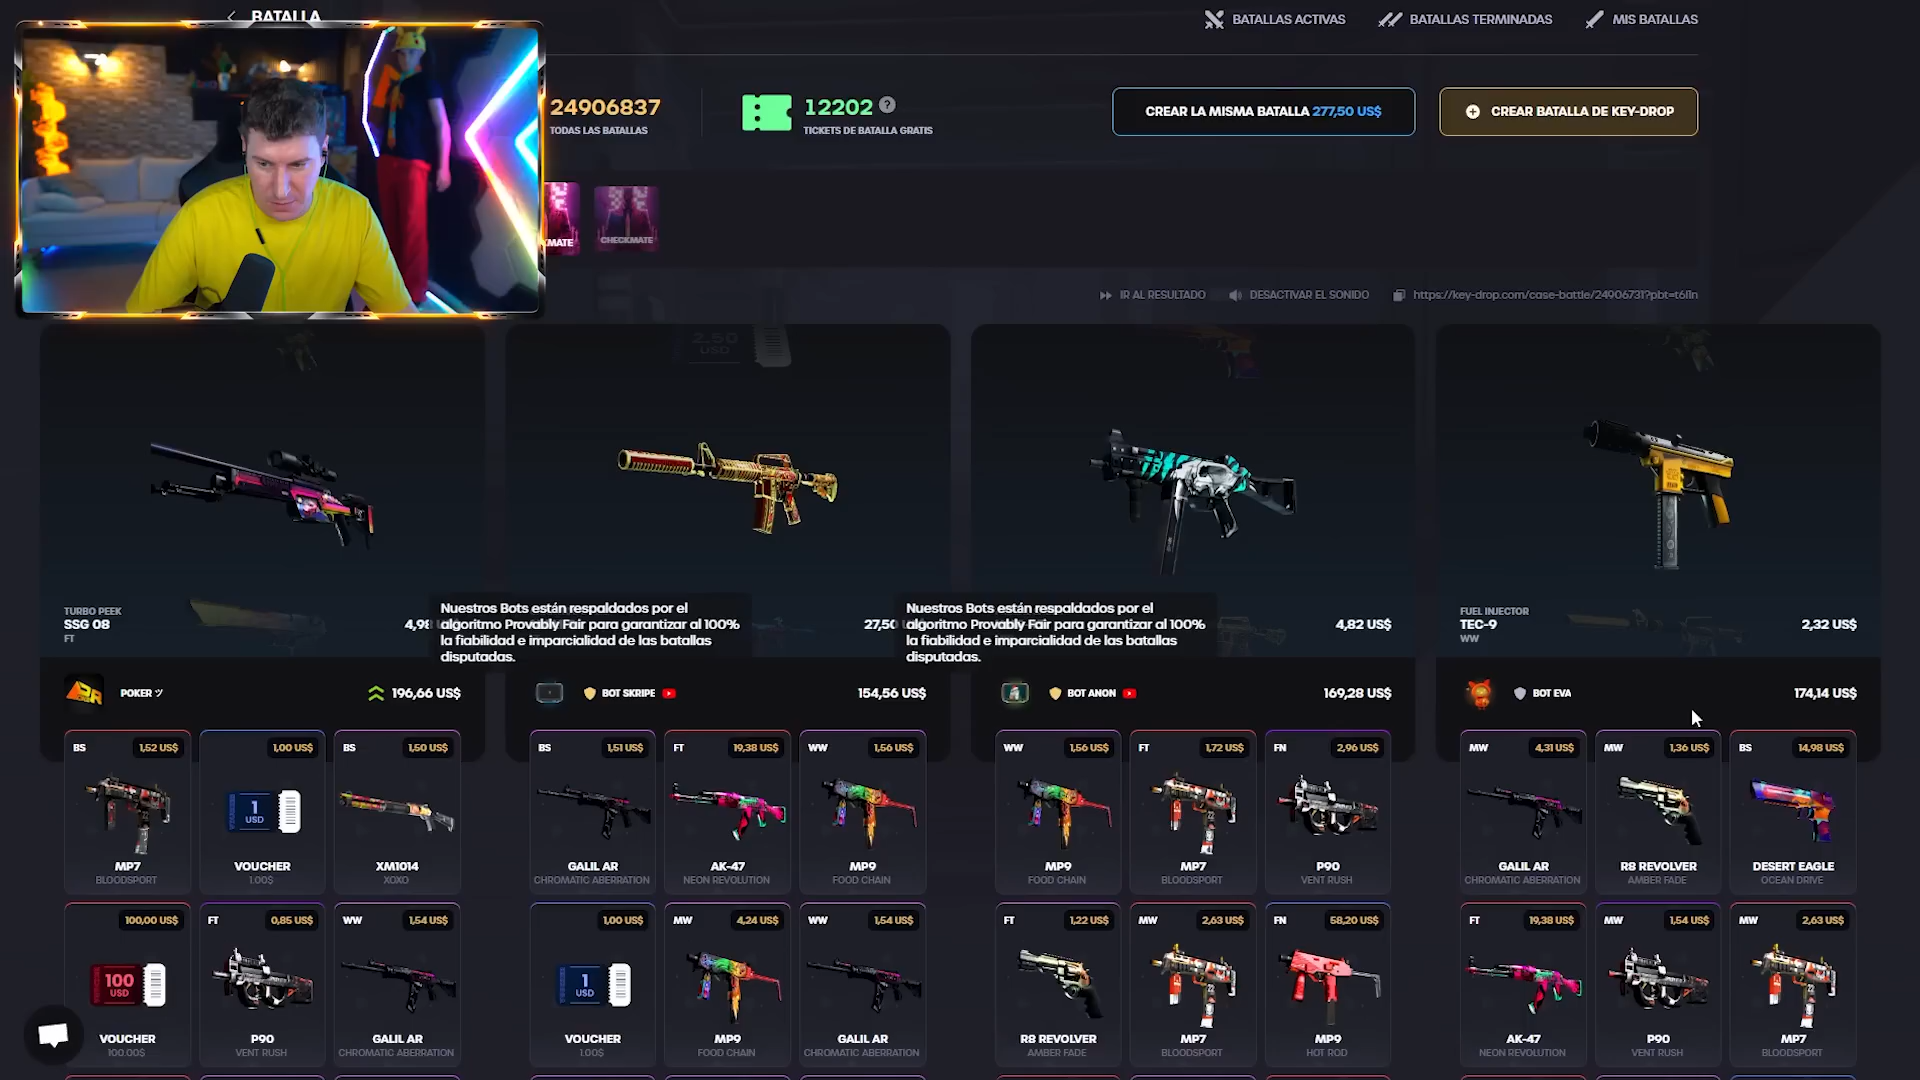 BATALLA
BATALLAS ACTIVAS
BATALLAS TERMINADAS
MIS BATALLAS
24906837
TODAS LAS BATALLAS
12202 ?
TICKETS DE BATALLA GRATIS
CREAR LA MISMA BATALLA 277,50 US$
CREAR BATALLA DE KEY-DROP
MATE
CHECKMATE
IR AL RESULTADO
DESACTIVAR EL SONIDO
https://key-drop.com/case-battle/24906731?pbt=t6l1n
2.50
USD
TURBO PEEK
SSG 08
FT
4,98
Nuestros Bots están respaldados por el
algoritmo Provably Fair para garantizar al 100%
la fiabilidad e imparcialidad de las batallas
disputadas.
27,50
Nuestros Bots están respaldados por el
algoritmo Provably Fair para garantizar al 100%
la fiabilidad e imparcialidad de las batallas
disputadas.
4,82 US$
FUEL INJECTOR
TEC-9
WW
2,32 US$
POKER ツ
196,66 US$
BOT SKRIPE
154,56 US$
BOT ANON
169,28 US$
BOT EVA
174,14 US$
BS 1,52 US$
MP7
BLOODSPORT
1,00 US$
1
USD
VOUCHER
1.00$
BS 1,50 US$
XM1014
XOXO
BS 1,51 US$
GALIL AR
CHROMATIC ABERRATION
FT 19,38 US$
AK-47
NEON REVOLUTION
WW 1,56 US$
MP9
FOOD CHAIN
WW 1,56 US$
MP9
FOOD CHAIN
FT 1,72 US$
MP7
BLOODSPORT
FN 2,96 US$
P90
VENT RUSH
MW 4,31 US$
GALIL AR
CHROMATIC ABERRATION
MW 1,36 US$
R8 REVOLVER
AMBER FADE
BS 14,98 US$
DESERT EAGLE
OCEAN DRIVE
100,00 US$
100
USD
VOUCHER
100.00$
FT 0,85 US$
P90
VENT RUSH
WW 1,54 US$
GALIL AR
CHROMATIC ABERRATION
1,00 US$
1
USD
VOUCHER
1.00$
MW 4,24 US$
MP9
FOOD CHAIN
WW 1,54 US$
GALIL AR
CHROMATIC ABERRATION
FT 1,22 US$
R8 REVOLVER
AMBER FADE
MW 2,63 US$
MP7
BLOODSPORT
FN 58,20 US$
MP9
HOT ROD
FT 19,38 US$
AK-47
NEON REVOLUTION
MW 1,54 US$
P90
VENT RUSH
MW 2,63 US$
MP7
BLOODSPORT